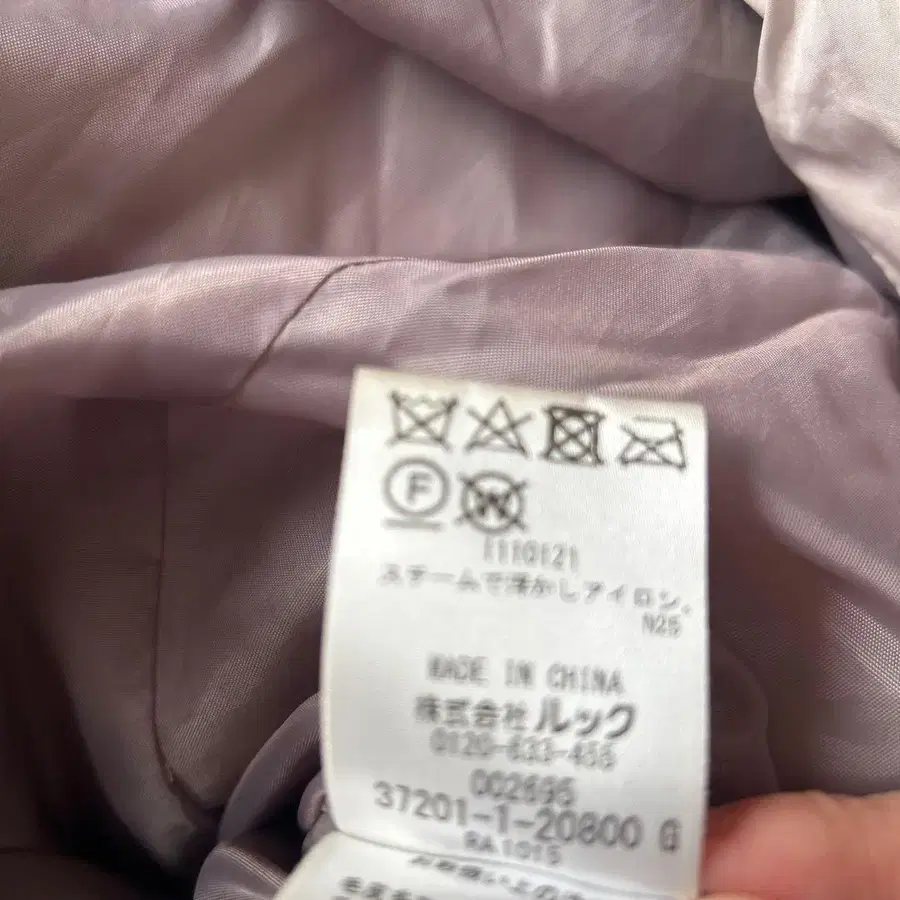 F
W
1110121
スチームで浮かしアイロン。
N25
MADE IN CHINA
株式会社 ルック
0120-633-455
002695
37201-1-20800 G
RA1015